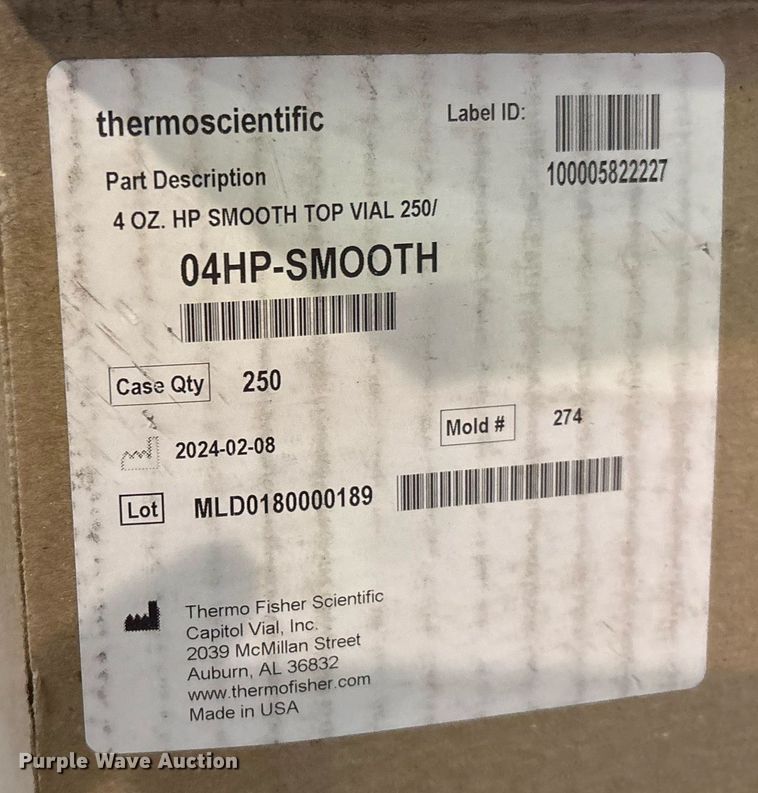 thermoscientific
Label ID:
100005822227
Part Description
4 OZ. HP SMOOTH TOP VIAL 250/
04HP-SMOOTH
Case Qty 250
2024-02-08
Mold # 274
Lot MLD0180000189
Thermo Fisher Scientific
Capitol Vial, Inc.
2039 McMillan Street
Auburn, AL 36832
www.thermofisher.com
Made in USA
Purple Wave Auction